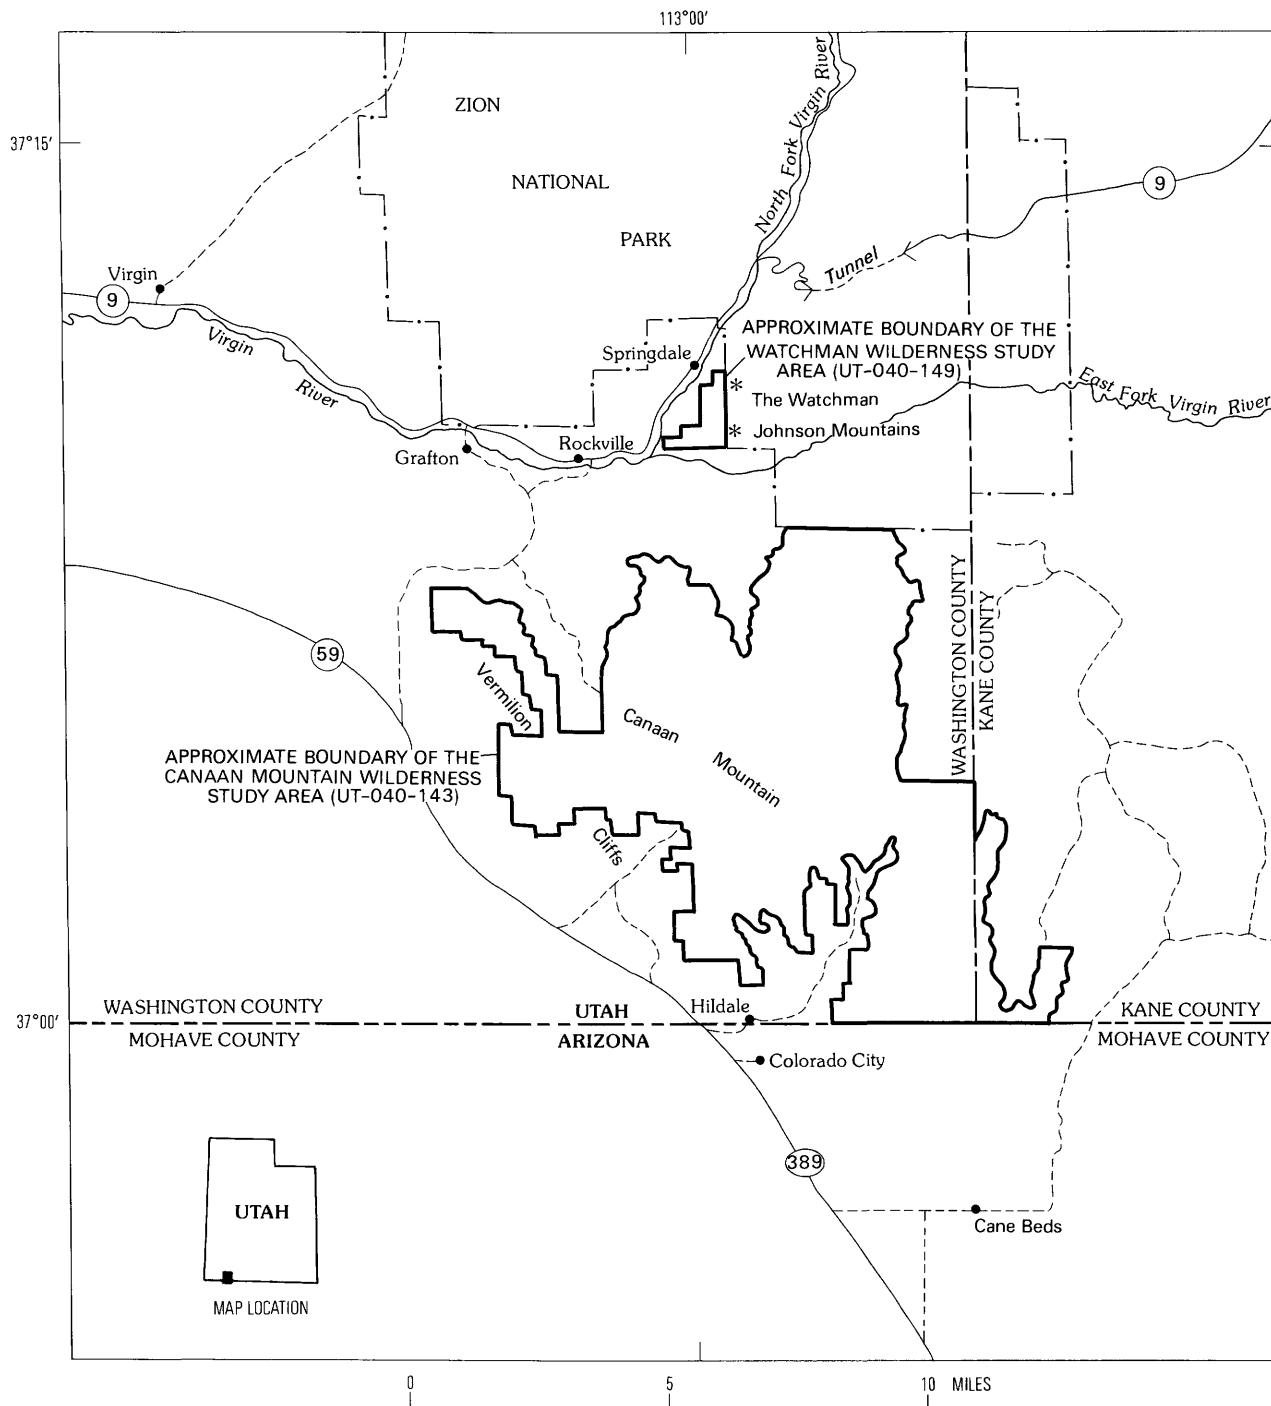 113°00'
37°15'
ZION
NATIONAL
PARK
North Fork Virgin River
9
Tunnel
Virgin
9
Virgin
River
Springdale
APPROXIMATE BOUNDARY OF THE
WATCHMAN WILDERNESS STUDY
AREA (UT-040-149)
* The Watchman
* Johnson Mountains
East Fork Virgin River
Rockville
Grafton
59
WASHINGTON COUNTY
KANE COUNTY
Vermilion
Canaan
Mountain
APPROXIMATE BOUNDARY OF THE
CANAAN MOUNTAIN WILDERNESS
STUDY AREA (UT-040-143)
Cliffs
Hildale
37°00'
WASHINGTON COUNTY
UTAH
KANE COUNTY
MOHAVE COUNTY
ARIZONA
MOHAVE COUNTY
Colorado City
389
Cane Beds
UTAH
MAP LOCATION
0 5 10 MILES